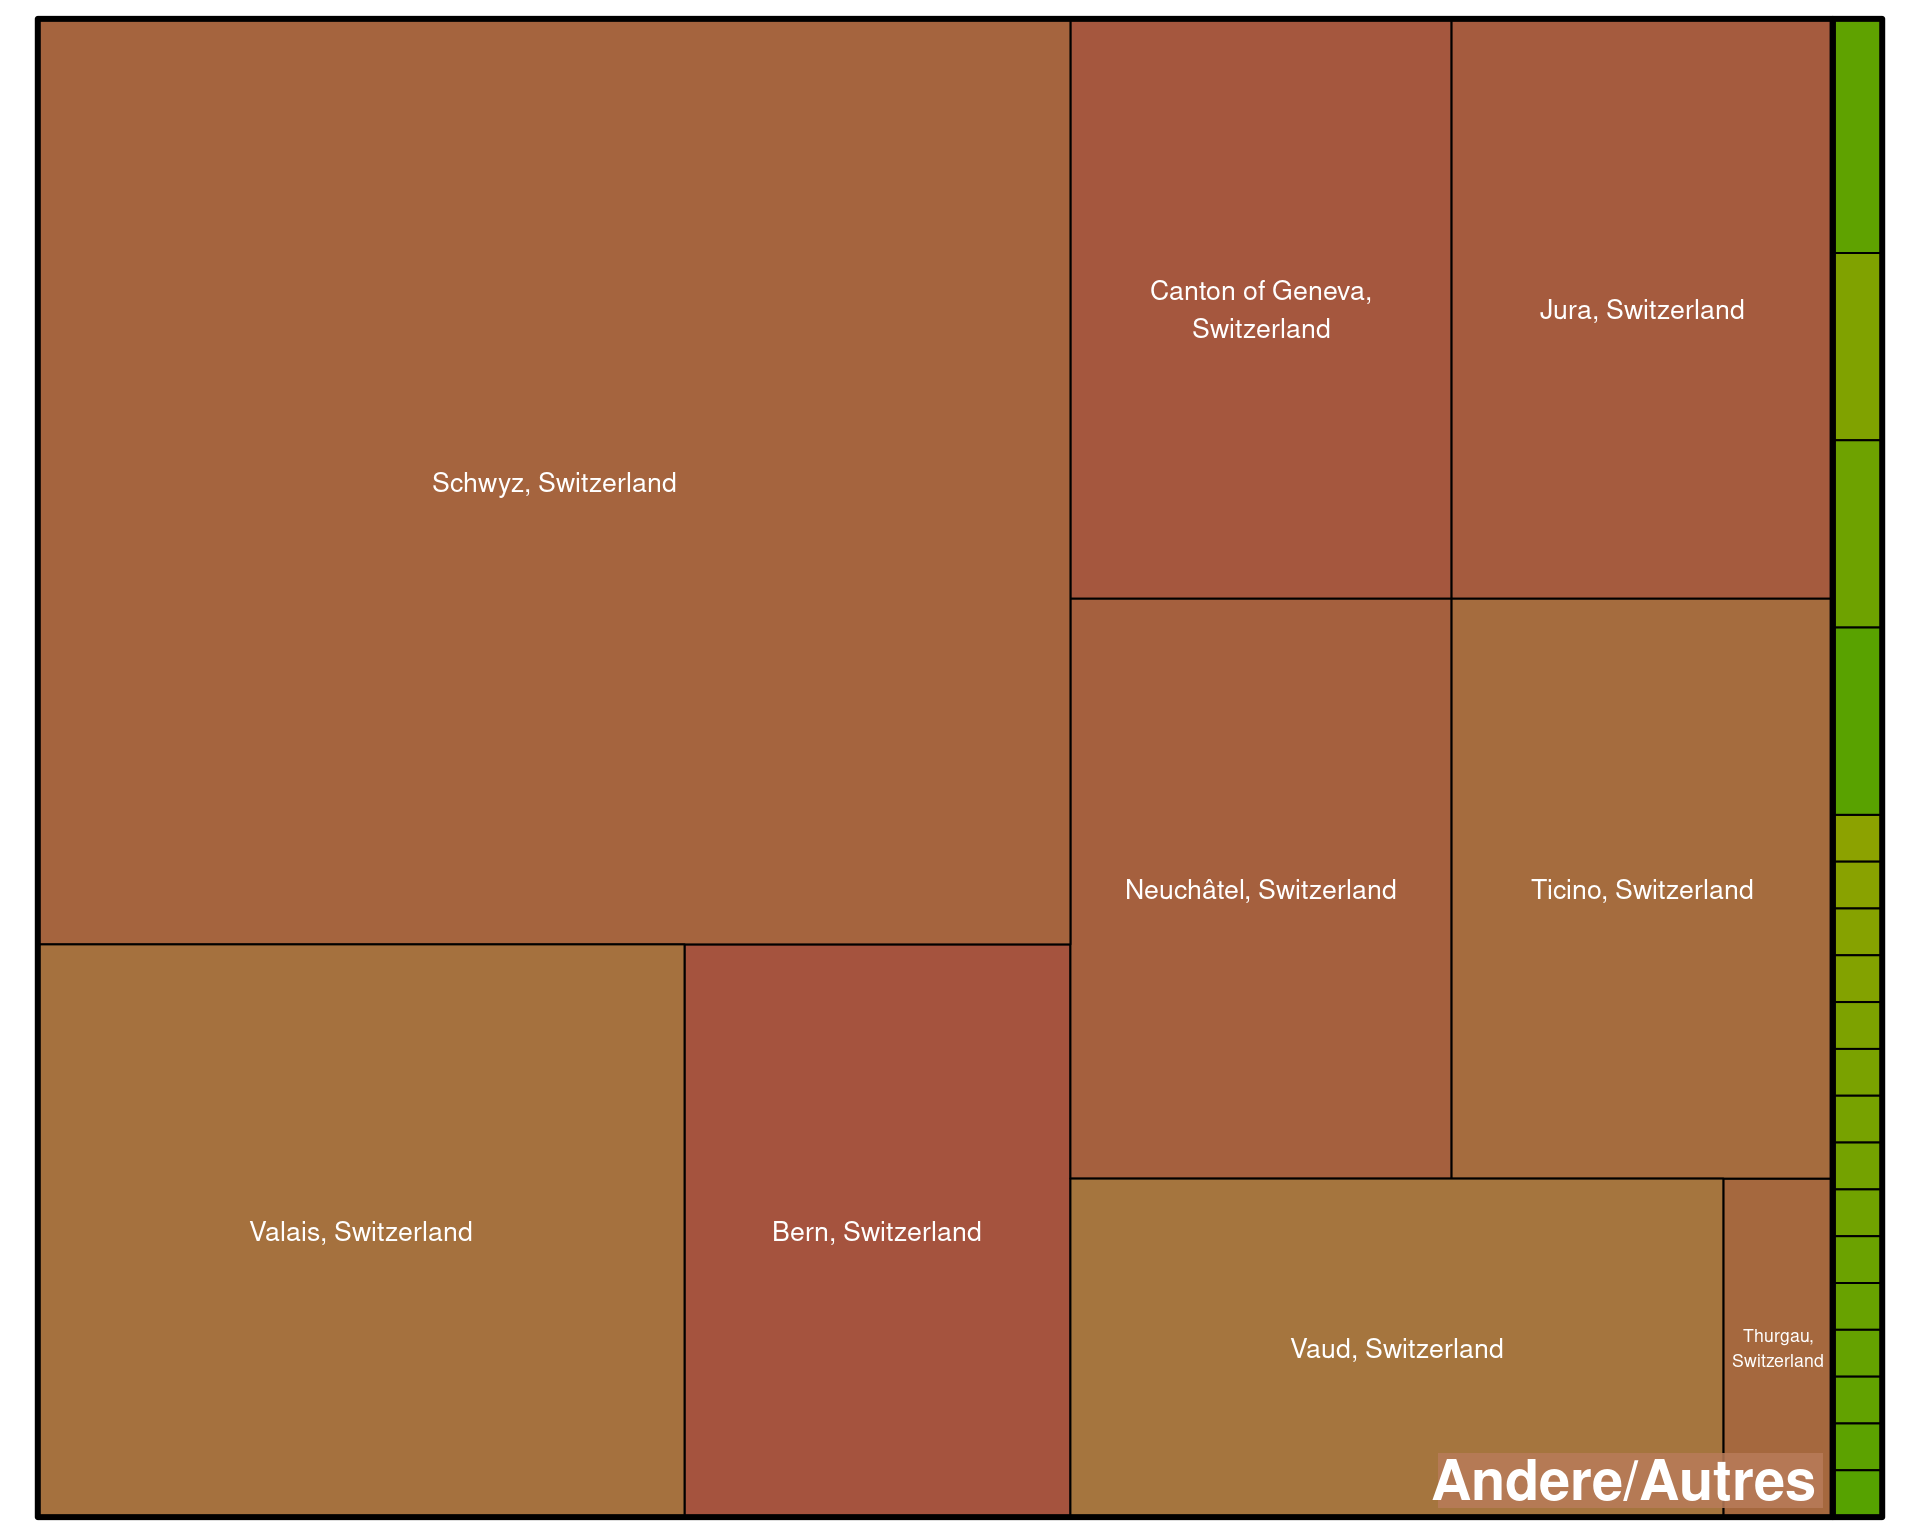 Schwyz, Switzerland
Canton of Geneva,
Switzerland
Jura, Switzerland
Neuchâtel, Switzerland
Ticino, Switzerland
Valais, Switzerland
Bern, Switzerland
Vaud, Switzerland
Thurgau,
Switzerland
Andere/Autres